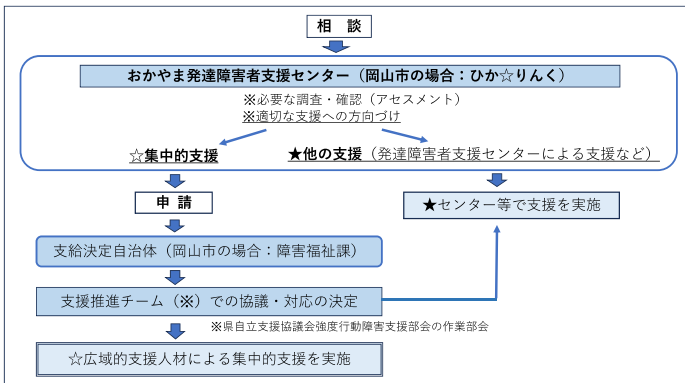 相 談
おかやま発達障害者支援センター(岡山市の場合:ひか☆りんく)
※必要な調査・確認(アセスメント)
※適切な支援への方向づけ
☆集中的支援
★他の支援(発達障害者支援センターによる支援など)
申 請
★センター等で支援を実施
支給決定自治体(岡山市の場合:障害福祉課)
支援推進チーム(※)での協議・対応の決定
※県自立支援協議会強度行動障害支援部会の作業部会
☆広域的支援人材による集中的支援を実施